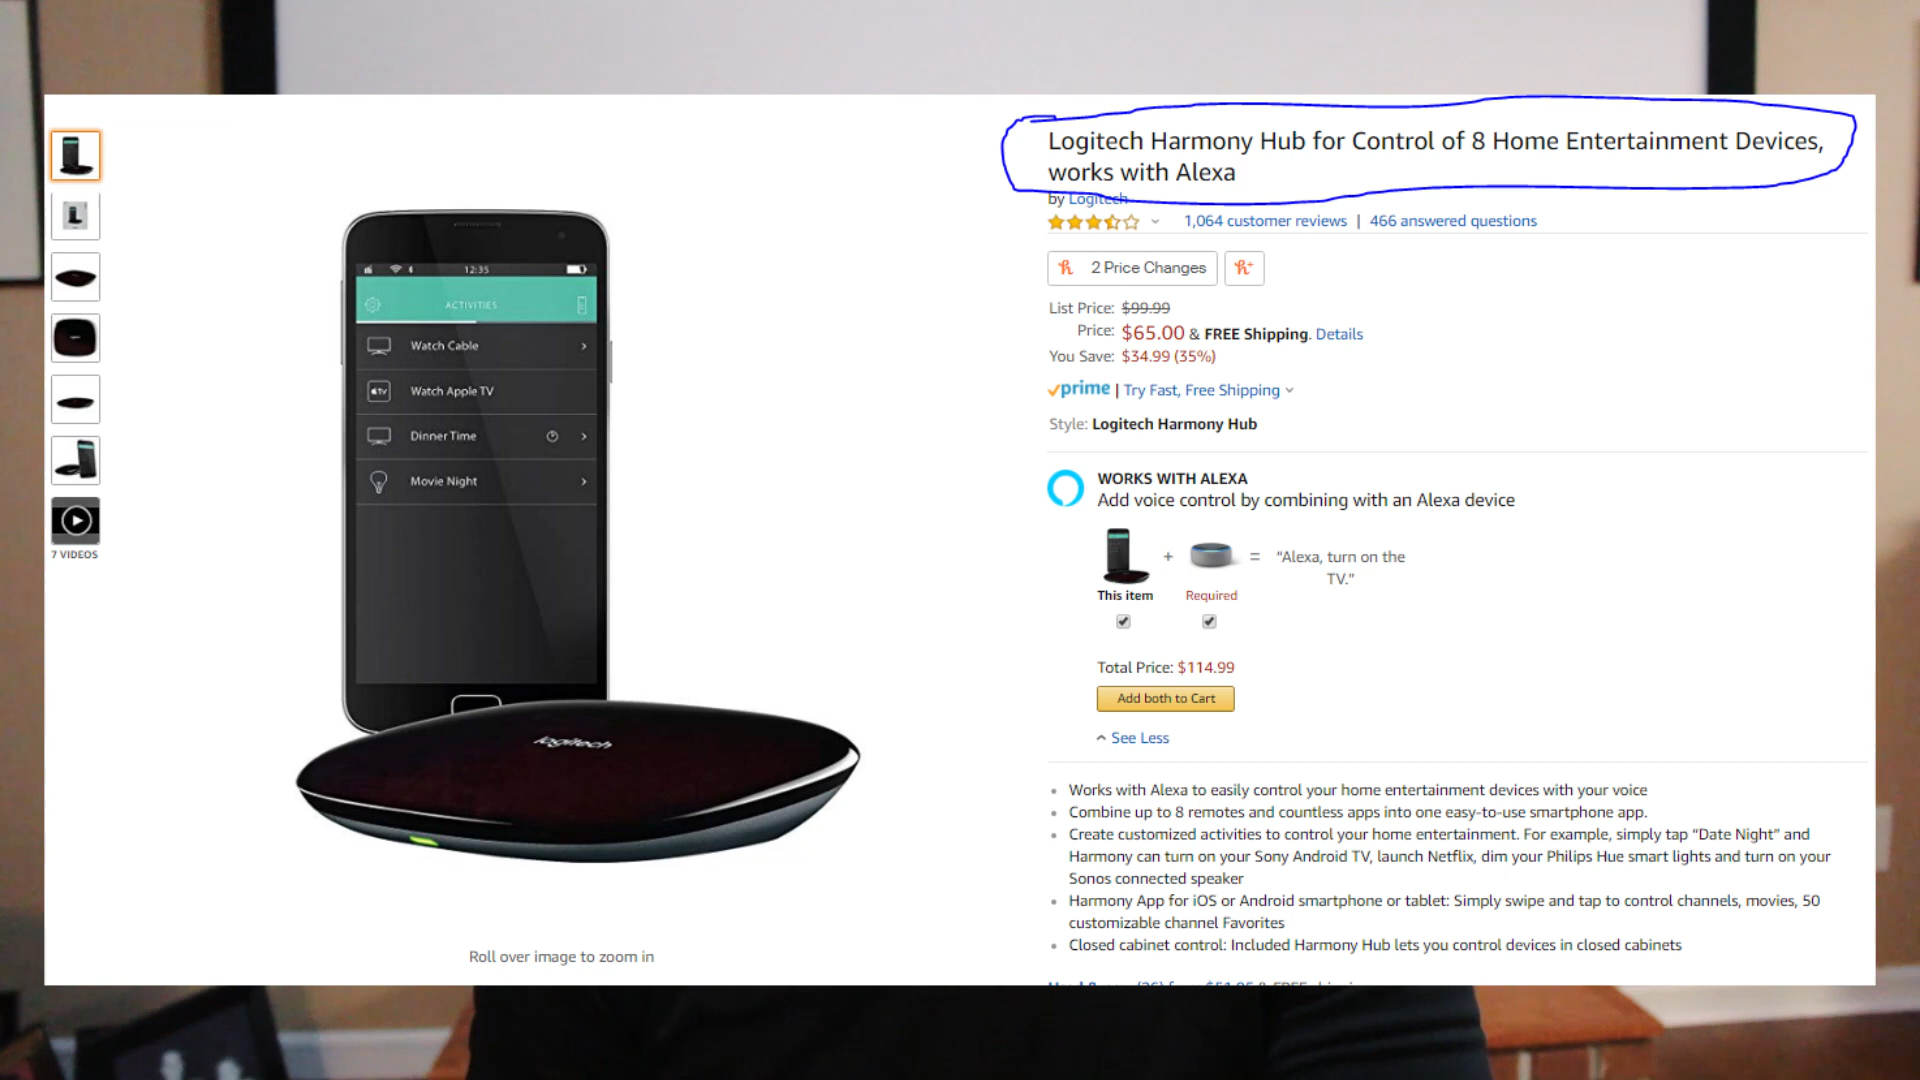 Logitech Harmony Hub for Control of 8 Home Entertainment Devices,
works with Alexa
by Logitech
1,064 customer reviews | 466 answered questions
2 Price Changes
List Price: $99.99
Price: $65.00 & FREE Shipping. Details
You Save: $34.99 (35%)
prime | Try Fast, Free Shipping
Style: Logitech Harmony Hub
WORKS WITH ALEXA
Add voice control by combining with an Alexa device
+ = “Alexa, turn on the
TV.”
This item Required
Total Price: $114.99
Add both to Cart
See Less
Works with Alexa to easily control your home entertainment devices with your voice
Combine up to 8 remotes and countless apps into one easy-to-use smartphone app.
Create customized activities to control your home entertainment. For example, simply tap “Date Night” and
Harmony can turn on your Sony Android TV, launch Netflix, dim your Philips Hue smart lights and turn on your
Sonos connected speaker
Harmony App for iOS or Android smartphone or tablet: Simply swipe and tap to control channels, movies, 50
customizable channel Favorites
Closed cabinet control: Included Harmony Hub lets you control devices in closed cabinets
12:35
ACTIVITIES
Watch Cable
tv Watch Apple TV
Dinner Time
Movie Night
logitech
7 VIDEOS
Roll over image to zoom in